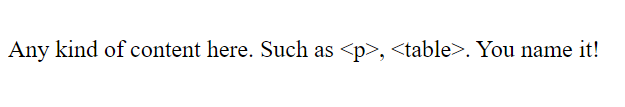 Any kind of content here. Such as <p>, <table>. You name it!